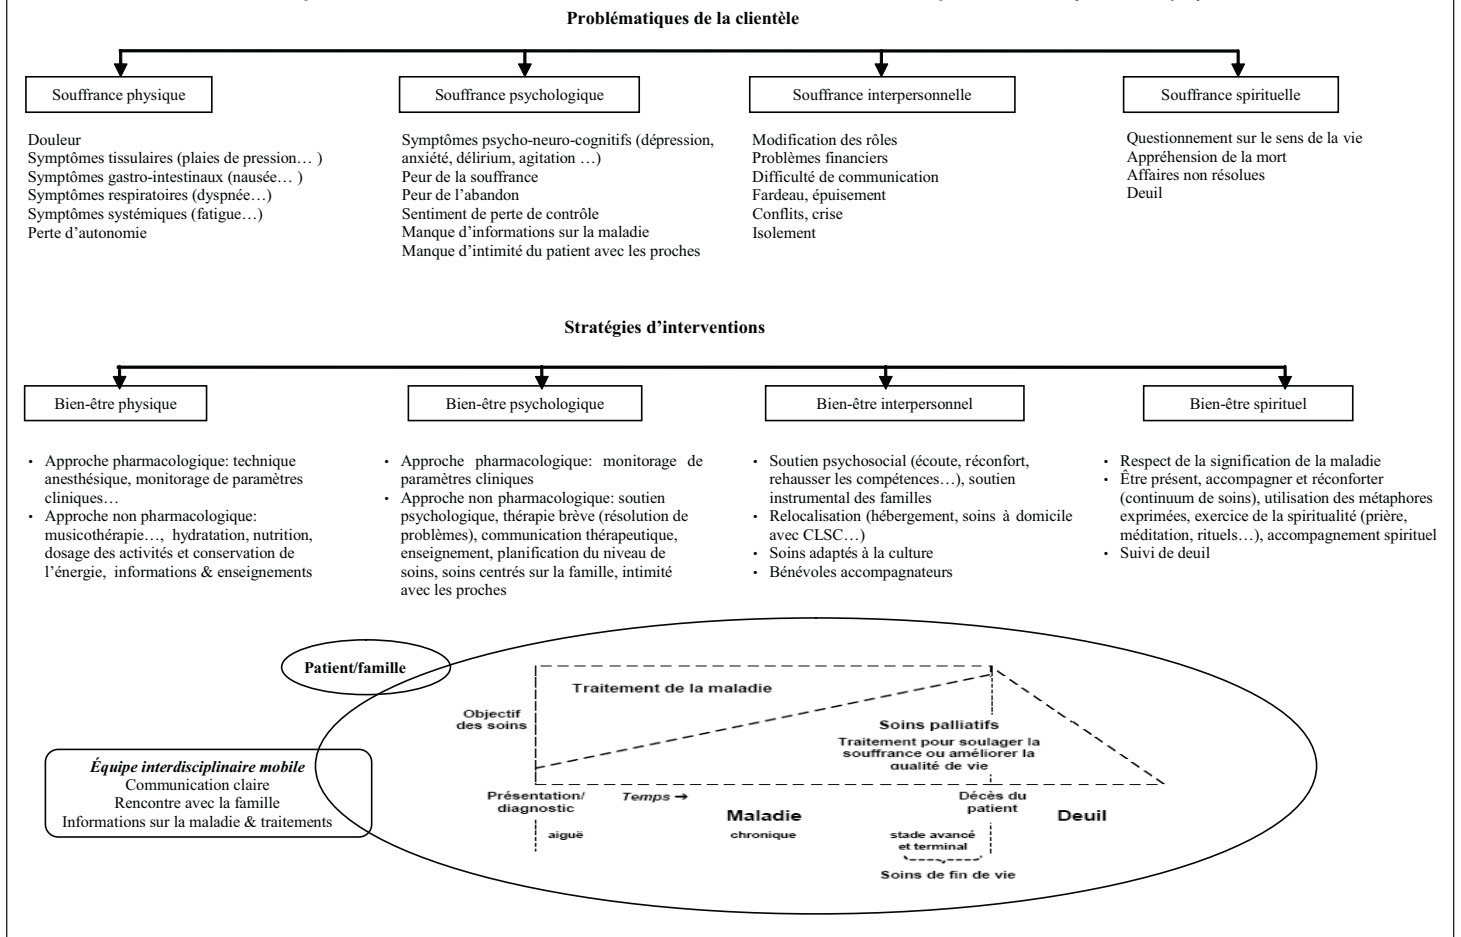 Problématiques de la clientèle
Souffrance physique
Douleur
Symptômes tissulaires (plaies de pression… )
Symptômes gastro-intestinaux (nausée… )
Symptômes respiratoires (dyspnée…)
Symptômes systémiques (fatigue…)
Perte d’autonomie
Souffrance psychologique
Symptômes psycho-neuro-cognitifs (dépression,
anxiété, délirium, agitation …)
Peur de la souffrance
Peur de l’abandon
Sentiment de perte de contrôle
Manque d’informations sur la maladie
Manque d’intimité du patient avec les proches
Souffrance interpersonnelle
Modification des rôles
Problèmes financiers
Difficulté de communication
Fardeau, épuisement
Conflits, crise
Isolement
Souffrance spirituelle
Questionnement sur le sens de la vie
Appréhension de la mort
Affaires non résolues
Deuil
Stratégies d’interventions
Bien-être physique
• Approche pharmacologique: technique
anesthésique, monitorage de paramètres
cliniques…
• Approche non pharmacologique:
musicothérapie…, hydratation, nutrition,
dosage des activités et conservation de
l’énergie, informations & enseignements
Bien-être psychologique
• Approche pharmacologique: monitorage de
paramètres cliniques
• Approche non pharmacologique: soutien
psychologique, thérapie brève (résolution de
problèmes), communication thérapeutique,
enseignement, planification du niveau de
soins, soins centrés sur la famille, intimité
avec les proches
Bien-être interpersonnel
• Soutien psychosocial (écoute, réconfort,
rehausser les compétences…), soutien
instrumental des familles
• Relocalisation (hébergement, soins à domicile
avec CLSC…)
• Soins adaptés à la culture
• Bénévoles accompagnateurs
Bien-être spirituel
• Respect de la signification de la maladie
• Être présent, accompagner et réconforter
(continuum de soins), utilisation des métaphores
exprimées, exercice de la spiritualité (prière,
méditation, rituels…), accompagnement spirituel
• Suivi de deuil
Patient/famille
Équipe interdisciplinaire mobile
Communication claire
Rencontre avec la famille
Informations sur la maladie & traitements
Traitement de la maladie
Objectif
des soins
Soins palliatifs
Traitement pour soulager la
souffrance ou améliorer la
qualité de vie
Présentation/
diagnostic
Temps →
Décès du
patient
Maladie
Deuil
aiguë
chronique
stade avancé
et terminal
Soins de fin de vie